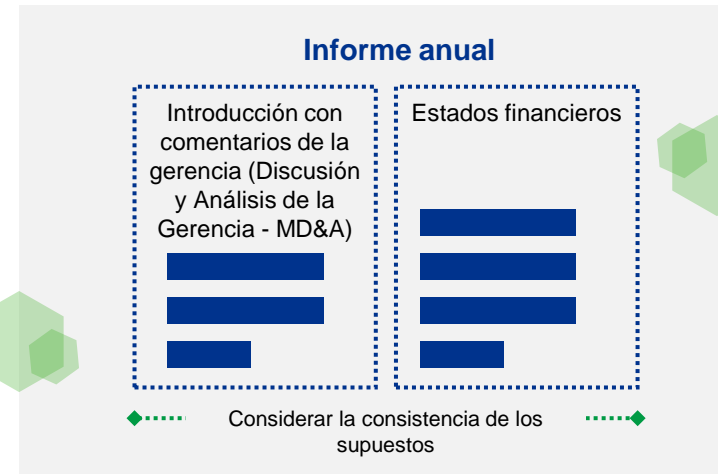 Informe anual
Introducción con
comentarios de la
gerencia (Discusión
y Análisis de la
Gerencia - MD&A)
Estados financieros
Considerar la consistencia de los
supuestos